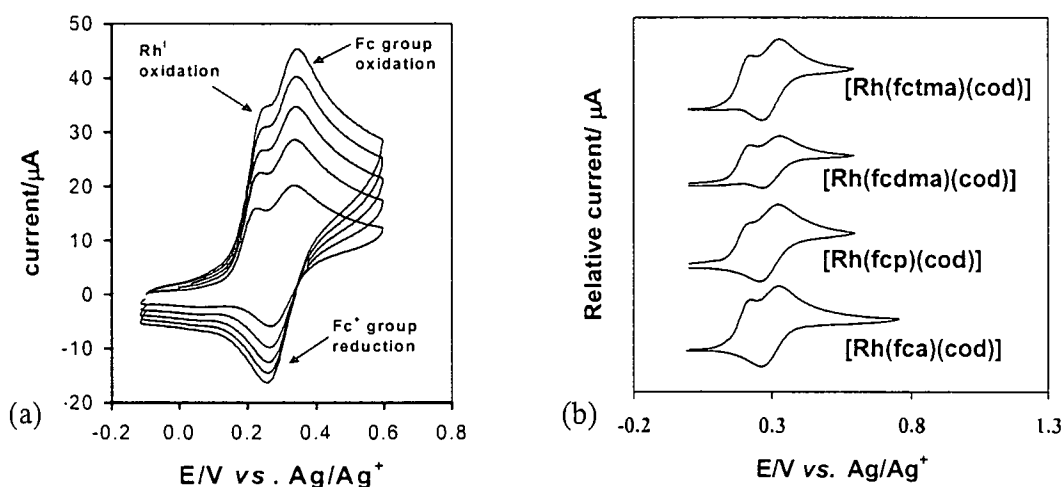 (a)
current/µA
50
40
30
20
10
0
-10
-20
Rh^I
oxidation
Fc group
oxidation
Fc⁺ group
reduction
-0.2 0.0 0.2 0.4 0.6 0.8
E/V vs. Ag/Ag⁺
(b)
Relative current/ µA
[Rh(fctma)(cod)]
[Rh(fcdma)(cod)]
[Rh(fcp)(cod)]
[Rh(fca)(cod)]
-0.2 0.3 0.8 1.3
E/V vs. Ag/Ag⁺